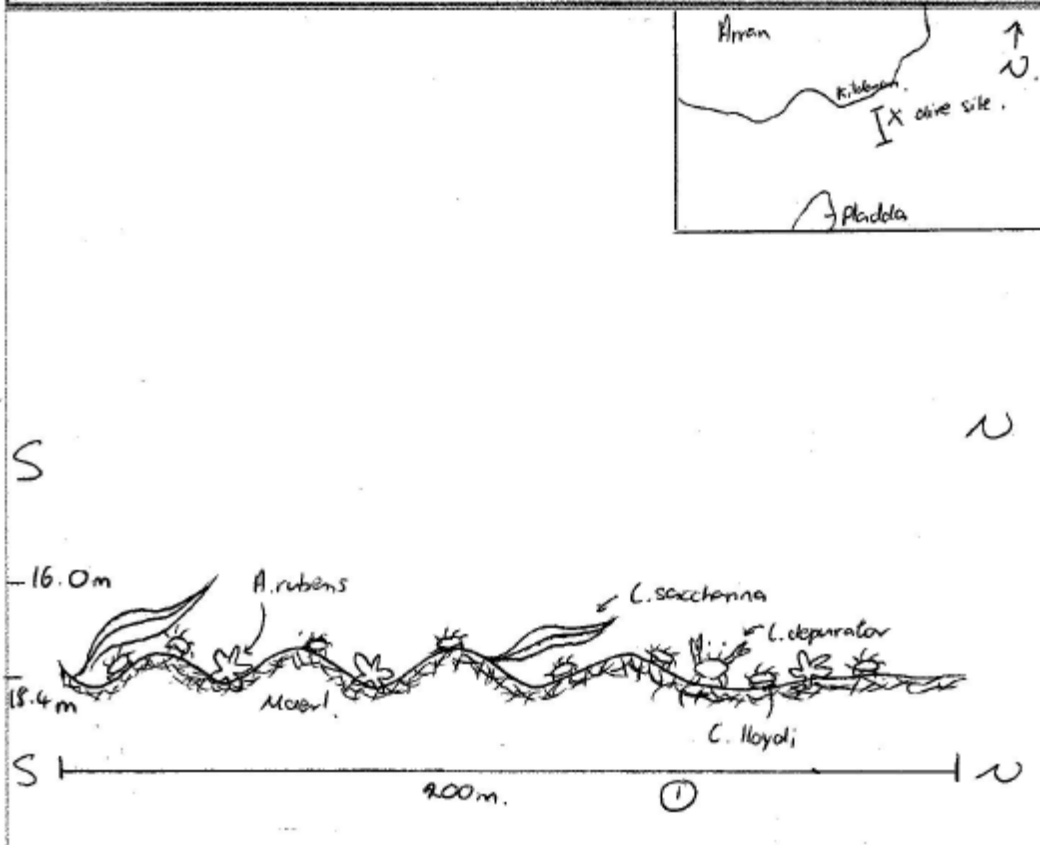 Arran
N.
Kildonan.
X dive site.
Pladda
S
N
16.0m
A.rubens
L.saccharina
L.depurator
18.4m
Maerl.
C. lloydi
S
N
200m.
1